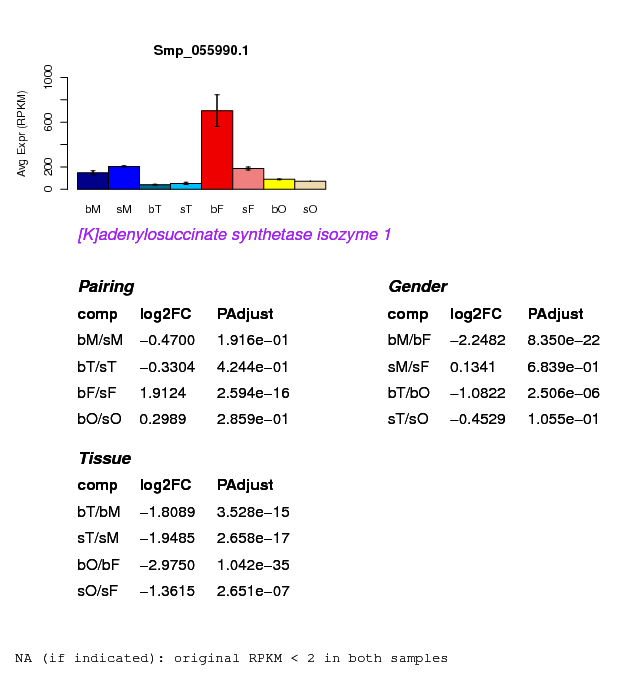 Smp_055990.1
Avg Expr (RPKM)
0 200 600 1000
bM sM bT sT bF sF bO sO
[K]adenylosuccinate synthetase isozyme 1
Pairing
comp log2FC PAdjust
bM/sM −0.4700 1.916e−01
bT/sT −0.3304 4.244e−01
bF/sF 1.9124 2.594e−16
bO/sO 0.2989 2.859e−01
Gender
comp log2FC PAdjust
bM/bF −2.2482 8.350e−22
sM/sF 0.1341 6.839e−01
bT/bO −1.0822 2.506e−06
sT/sO −0.4529 1.055e−01
Tissue
comp log2FC PAdjust
bT/bM −1.8089 3.528e−15
sT/sM −1.9485 2.658e−17
bO/bF −2.9750 1.042e−35
sO/sF −1.3615 2.651e−07
NA (if indicated): original RPKM < 2 in both samples